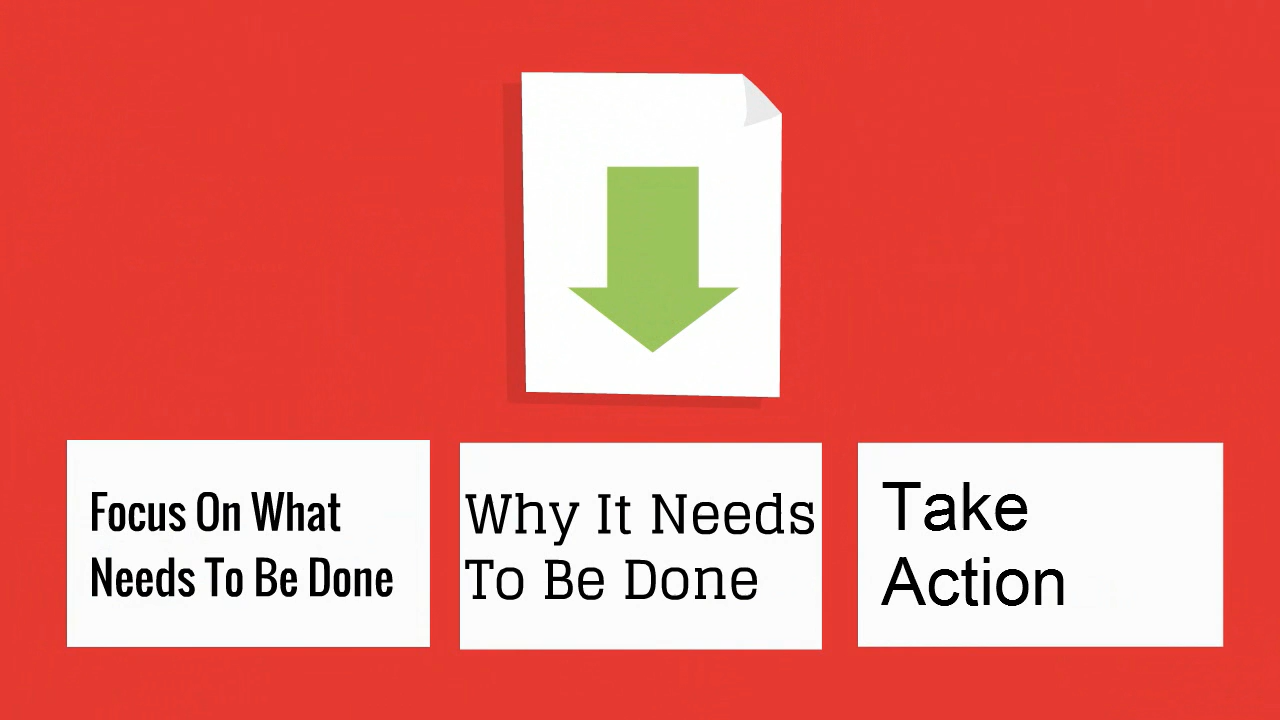 Focus On What
Needs To Be Done
Why It Needs
To Be Done
Take
Action